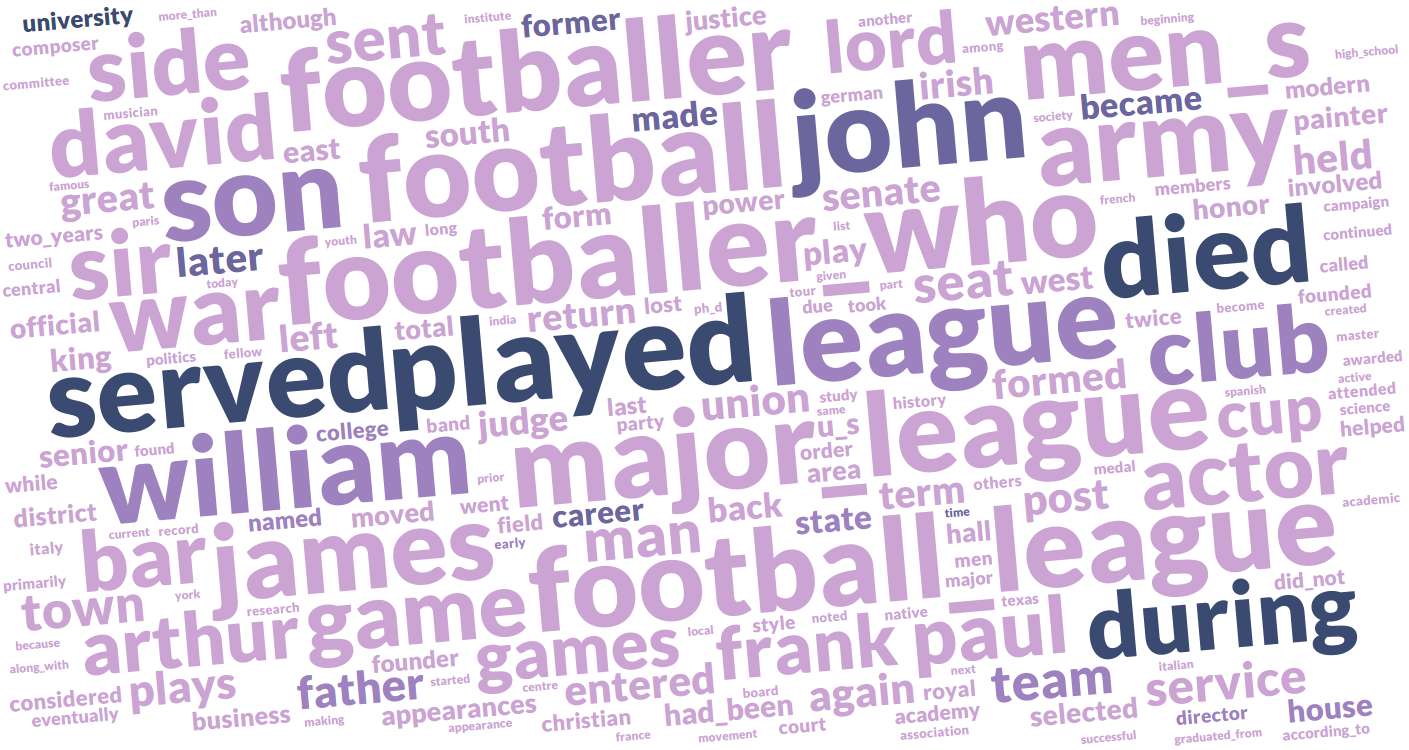 university more_than although institute former justice another western beginning
composer side sent footballer lord among men_s high_school
committee musician david south made john german irish society became modern
famous east football army painter
great son form power senate members held
two_years paris sir later youth law long footballer_ list play who french honor involved campaign
council central today war given tour part seat west died continued called
official left total india return lost ph_d due took league twice become founded created
king politics fellow served played club master
senior found college band judge last party union study same history formed spanish awarded active attended science
while william prior major_league u_s order area cup helped
district current record named moved went field career back state term others post medal actor academic
italy bar james early man football_league time hall men major
primarily york research game native texas did_not
town arthur games local style noted frank paul during
because along_with founder started centre entered board again next team italian service
considered plays father appearances had_been royal
eventually business making appearance christian france movement court academy association selected director house
successful graduated_from according_to